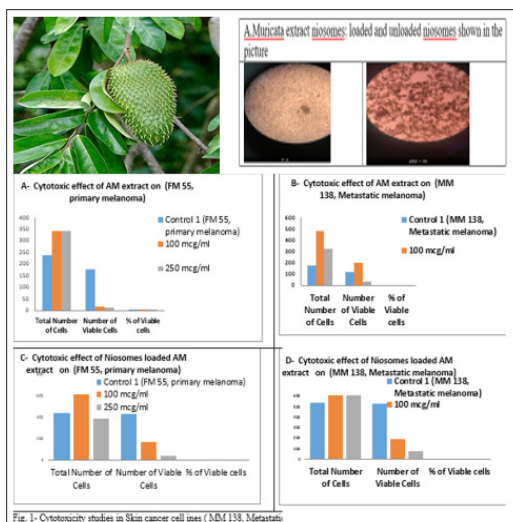 A.Muricata extract niosomes: loaded and unloaded niosomes shown in the
picture
A- Cytotoxic effect of AM extract on (FM 55,
primary melanoma)
400
350
300
250
200
150
100
50
0
Control 1 (FM 55,
primary melanoma)
100 mcg/ml
250 mcg/ml
Total Number
of Cells
Number of
Viable Cells
% of Viable
Cells
B- Cytotoxic effect of AM extract on (MM
138, Metastatic melanoma)
600
500
400
300
200
100
0
Control 1 (MM 138,
Metastatic melanoma)
100 mcg/ml
Total
Number
of Cells
Number of
Viable
Cells
% of
Viable
cells
C- Cytotoxic effect of Niosomes loaded AM
extract on (FM 55, primary melanoma)
Control 1 (FM 55, primary melanoma)
100 mcg/ml
250 mcg/ml
Total Number of
Cells
Number of Viable
Cells
% of Viable cells
D- Cytotoxic effect of Niosomes loaded AM
extract on (MM 138, Metastatic melanoma)
Control 1 (MM 138,
Metastatic melanoma)
100 mcg/ml
Total Number
of Cells
Number of
Viable Cells
% of Viable cells
Fig. 1- Cytotoxicity studies in Skin cancer cell ines ( MM 138, Metastatic